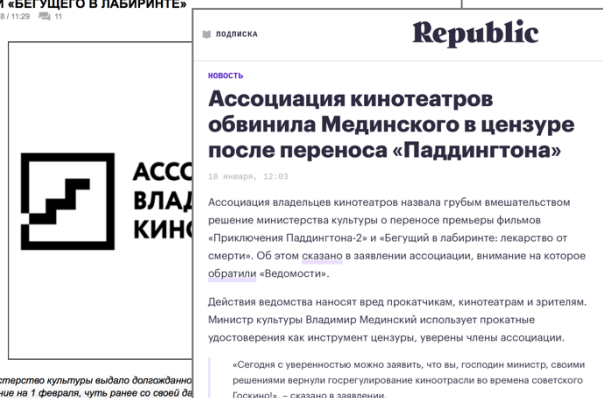 «БЕГУЩЕГО В ЛАБИРИНТЕ»
8 / 11:29 11
АССО
ВЛАД
КИН
стерство культуры выдало долгожданно
ние на 1 февраля, чуть ранее со своей да
ПОДПИСКА
Republic
НОВОСТЬ
Ассоциация кинотеатров
обвинила Мединского в цензуре
после переноса «Паддингтона»
18 января, 12:03
Ассоциация владельцев кинотеатров назвала грубым вмешательством
решение министерства культуры о переносе премьеры фильмов
«Приключения Паддингтона-2» и «Бегущий в лабиринте: лекарство от
смерти». Об этом сказано в заявлении ассоциации, внимание на которое
обратили «Ведомости».
Действия ведомства наносят вред прокатчикам, кинотеатрам и зрителям.
Министр культуры Владимир Мединский использует прокатные
удостоверения как инструмент цензуры, уверены члены ассоциации.
«Сегодня с уверенностью можно заявить, что вы, господин министр, своими
решениями вернули госрегулирование киноотрасли во времена советского
Госкино!», – сказано в заявлении.